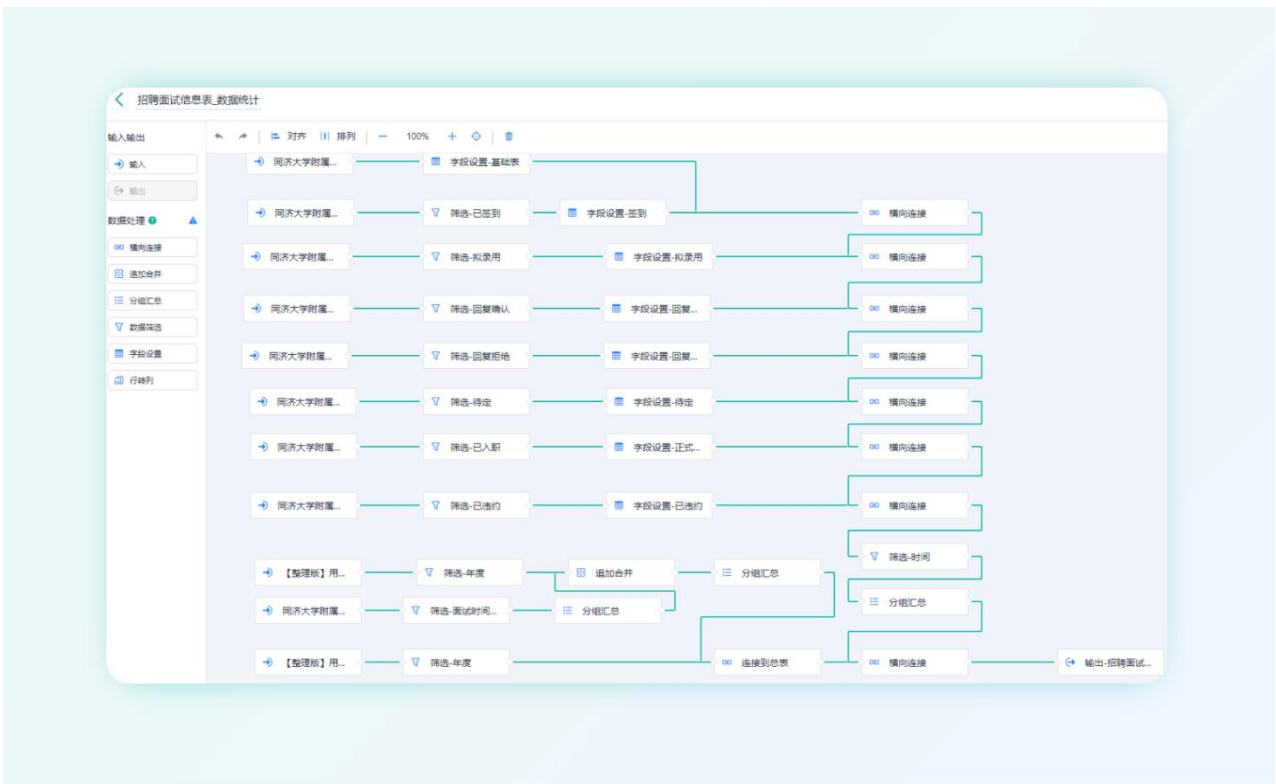 招聘面试信息表_数据统计
输入输出
对齐 排列 100%
输入
同济大学附属... 字段设置-基础表
输出
同济大学附属... 筛选-已签到 字段设置-签到 横向连接
数据处理
横向连接
同济大学附属... 筛选-拟录用 字段设置-拟录用 横向连接
追加合并
分组汇总
同济大学附属... 筛选-回复确认 字段设置-回复... 横向连接
数据筛选
字段设置
同济大学附属... 筛选-回复拒绝 字段设置-回复... 横向连接
行转列
同济大学附属... 筛选-待定 字段设置-待定 横向连接
同济大学附属... 筛选-已入职 字段设置-正式... 横向连接
同济大学附属... 筛选-已违约 字段设置-已违约 横向连接
筛选-时间
【整理版】用... 筛选-年度 追加合并 分组汇总
分组汇总
同济大学附属... 筛选-面试时间... 分组汇总
【整理版】用... 筛选-年度 连接到总表 横向连接 输出-招聘面试...